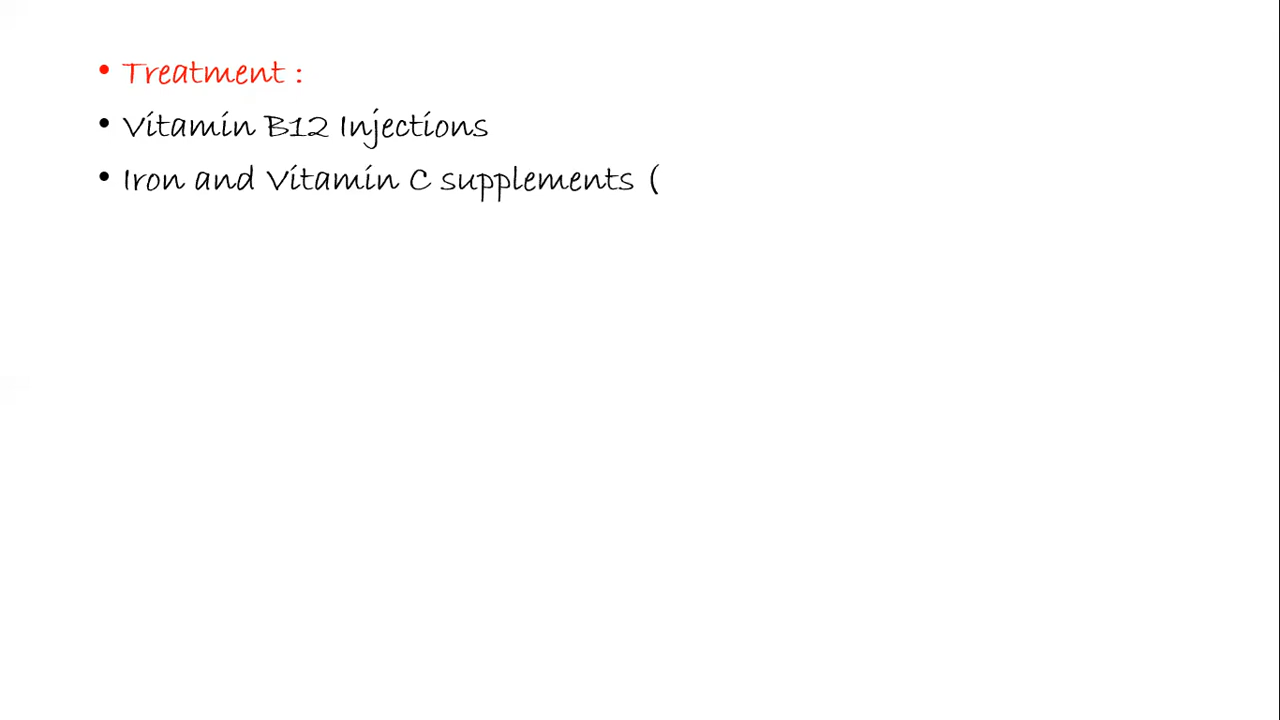 • Treatment :
• Vitamin B12 Injections
• Iron and Vitamin C supplements (